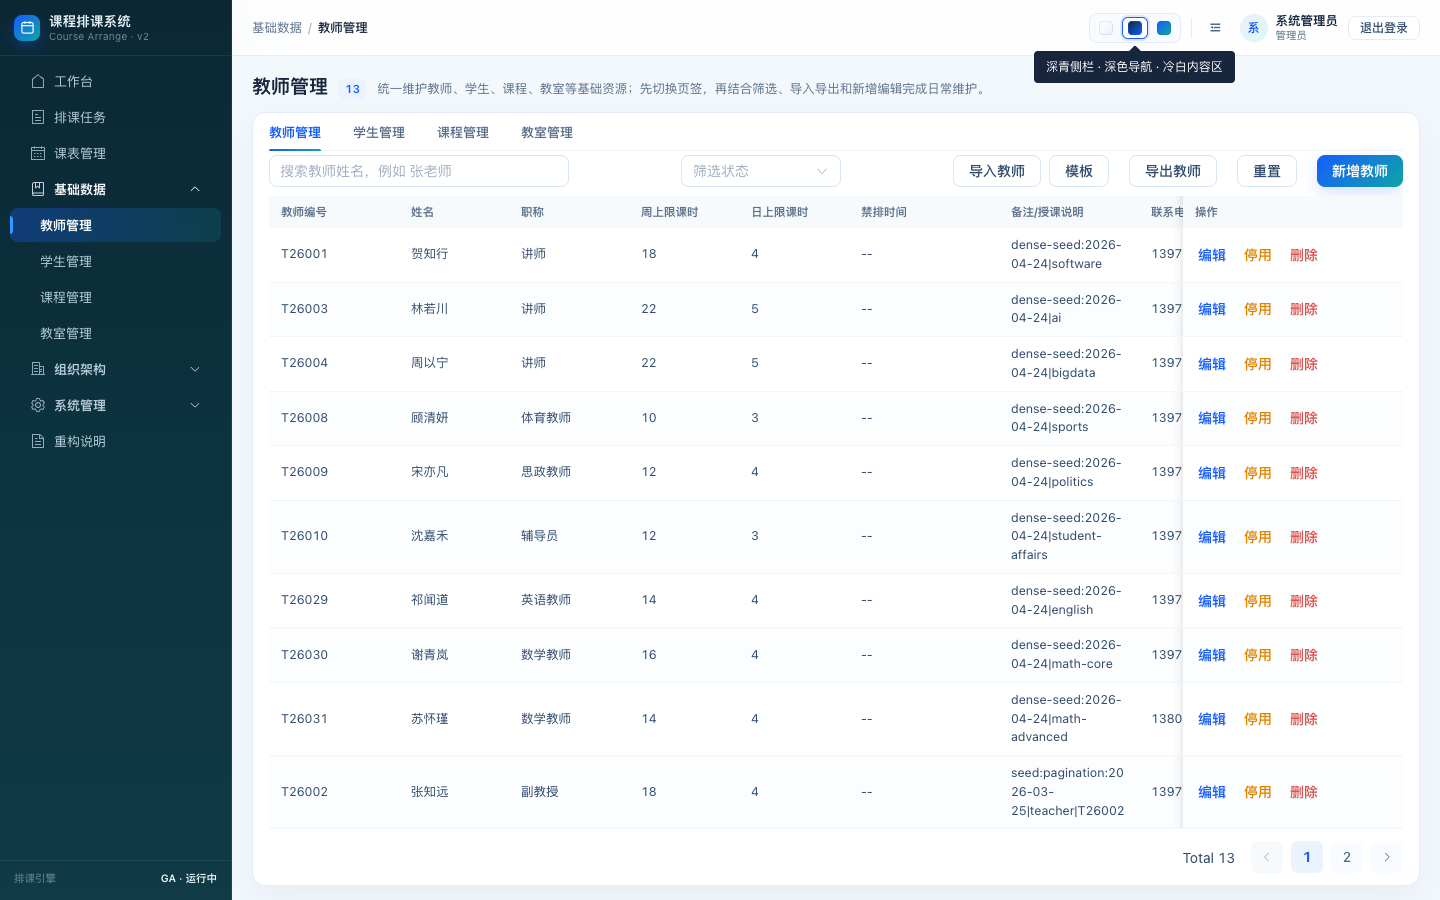 课程排课系统
Course Arrange · v2
工作台
排课任务
课表管理
基础数据
教师管理
学生管理
课程管理
教室管理
组织架构
系统管理
重构说明
排课引擎
GA · 运行中
基础数据 / 教师管理
系
系统管理员
管理员
退出登录
深青侧栏 · 深色导航 · 冷白内容区
教师管理 13 统一维护教师、学生、课程、教室等基础资源；先切换页签，再结合筛选、导入导出和新增编辑完成日常维护。
教师管理 学生管理 课程管理 教室管理
搜索教师姓名，例如 张老师 筛选状态 导入教师 模板 导出教师 重置 新增教师
教师编号 姓名 职称 周上限课时 日上限课时 禁排时间 备注/授课说明 联系电 操作
T26001 贺知行 讲师 18 4 -- dense-seed:2026-
04-24|software 1397 编辑 停用 删除
T26003 林若川 讲师 22 5 -- dense-seed:2026-
04-24|ai 1397 编辑 停用 删除
T26004 周以宁 讲师 22 5 -- dense-seed:2026-
04-24|bigdata 1397 编辑 停用 删除
T26008 顾清妍 体育教师 10 3 -- dense-seed:2026-
04-24|sports 1397 编辑 停用 删除
T26009 宋亦凡 思政教师 12 4 -- dense-seed:2026-
04-24|politics 1397 编辑 停用 删除
T26010 沈嘉禾 辅导员 12 3 -- dense-seed:2026-
04-24|student-
affairs 1397 编辑 停用 删除
T26029 祁闻道 英语教师 14 4 -- dense-seed:2026-
04-24|english 1397 编辑 停用 删除
T26030 谢青岚 数学教师 16 4 -- dense-seed:2026-
04-24|math-core 1397 编辑 停用 删除
T26031 苏怀瑾 数学教师 14 4 -- dense-seed:2026-
04-24|math-
advanced 1380 编辑 停用 删除
T26002 张知远 副教授 18 4 -- seed:pagination:20
26-03-
25|teacher|T26002 1397 编辑 停用 删除
Total 13 1 2